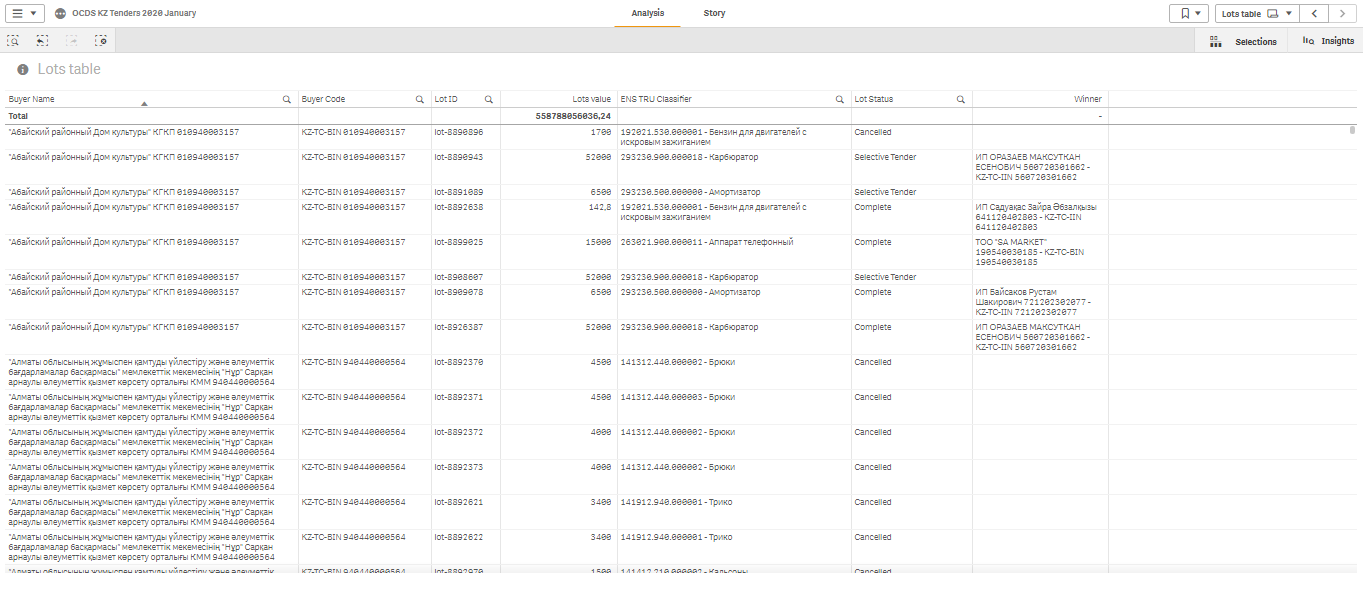 OCDS KZ Tenders 2020 January
Analysis
Story
Lots table
Selections
Insights
Lots table
Buyer Name Buyer Code Lot ID Lots value ENS TRU Classifier Lot Status Winner
Total 558788056036,24 -
"Абайский районный Дом культуры" КГКП 010940003157 KZ-TC-BIN 010940003157 lot-8890896 1700 192021.530.000001 - Бензин для двигателей с Cancelled
искровым зажиганием
"Абайский районный Дом культуры" КГКП 010940003157 KZ-TC-BIN 010940003157 lot-8890943 52000 293230.900.000018 - Карбюратор Selective Tender ИП ОРАЗАЕВ МАКСУТКАН
ЕСЕНОВИЧ 560720301662 -
KZ-TC-IIN 560720301662
"Абайский районный Дом культуры" КГКП 010940003157 KZ-TC-BIN 010940003157 lot-8891089 6500 293230.500.000000 - Амортизатор Selective Tender
"Абайский районный Дом культуры" КГКП 010940003157 KZ-TC-BIN 010940003157 lot-8892638 142,8 192021.530.000001 - Бензин для двигателей с Complete ИП Садуақас Зайра Әбзалқызы
искровым зажиганием 641120402803 - KZ-TC-IIN
641120402803
"Абайский районный Дом культуры" КГКП 010940003157 KZ-TC-BIN 010940003157 lot-8899025 15000 263021.900.000011 - Аппарат телефонный Complete ТОО "SA MARKET"
190540030185 - KZ-TC-BIN
190540030185
"Абайский районный Дом культуры" КГКП 010940003157 KZ-TC-BIN 010940003157 lot-8908607 52000 293230.900.000018 - Карбюратор Selective Tender
"Абайский районный Дом культуры" КГКП 010940003157 KZ-TC-BIN 010940003157 lot-8909078 6500 293230.500.000000 - Амортизатор Complete ИП Байсаков Рустам
Шакирович 721202302077 -
KZ-TC-IIN 721202302077
"Абайский районный Дом культуры" КГКП 010940003157 KZ-TC-BIN 010940003157 lot-8926387 52000 293230.900.000018 - Карбюратор Complete ИП ОРАЗАЕВ МАКСУТКАН
ЕСЕНОВИЧ 560720301662 -
KZ-TC-IIN 560720301662
"Алматы облысының жұмыспен қамтуды үйлестіру және әлеуметтік KZ-TC-BIN 940440000564 lot-8892370 4500 141312.440.000002 - Брюки Cancelled
бағдарламалар басқармасы" мемлекеттік мекемесінің "Нұр" Сарқан
арнаулы әлеуметтік қызмет көрсету орталығы КММ 940440000564
"Алматы облысының жұмыспен қамтуды үйлестіру және әлеуметтік KZ-TC-BIN 940440000564 lot-8892371 4500 141312.440.000003 - Брюки Cancelled
бағдарламалар басқармасы" мемлекеттік мекемесінің "Нұр" Сарқан
арнаулы әлеуметтік қызмет көрсету орталығы КММ 940440000564
"Алматы облысының жұмыспен қамтуды үйлестіру және әлеуметтік KZ-TC-BIN 940440000564 lot-8892372 4000 141312.440.000002 - Брюки Cancelled
бағдарламалар басқармасы" мемлекеттік мекемесінің "Нұр" Сарқан
арнаулы әлеуметтік қызмет көрсету орталығы КММ 940440000564
"Алматы облысының жұмыспен қамтуды үйлестіру және әлеуметтік KZ-TC-BIN 940440000564 lot-8892373 4000 141312.440.000002 - Брюки Cancelled
бағдарламалар басқармасы" мемлекеттік мекемесінің "Нұр" Сарқан
арнаулы әлеуметтік қызмет көрсету орталығы КММ 940440000564
"Алматы облысының жұмыспен қамтуды үйлестіру және әлеуметтік KZ-TC-BIN 940440000564 lot-8892621 3400 141912.940.000001 - Трико Cancelled
бағдарламалар басқармасы" мемлекеттік мекемесінің "Нұр" Сарқан
арнаулы әлеуметтік қызмет көрсету орталығы КММ 940440000564
"Алматы облысының жұмыспен қамтуды үйлестіру және әлеуметтік KZ-TC-BIN 940440000564 lot-8892622 3400 141912.940.000001 - Трико Cancelled
бағдарламалар басқармасы" мемлекеттік мекемесінің "Нұр" Сарқан
арнаулы әлеуметтік қызмет көрсету орталығы КММ 940440000564
"Алматы облысының жұмыспен қамтуды үйлестіру және әлеуметтік KZ-TC-BIN 940440000564 lot-8892970 1500 141412.210.000002 - Кальсоны Cancelled